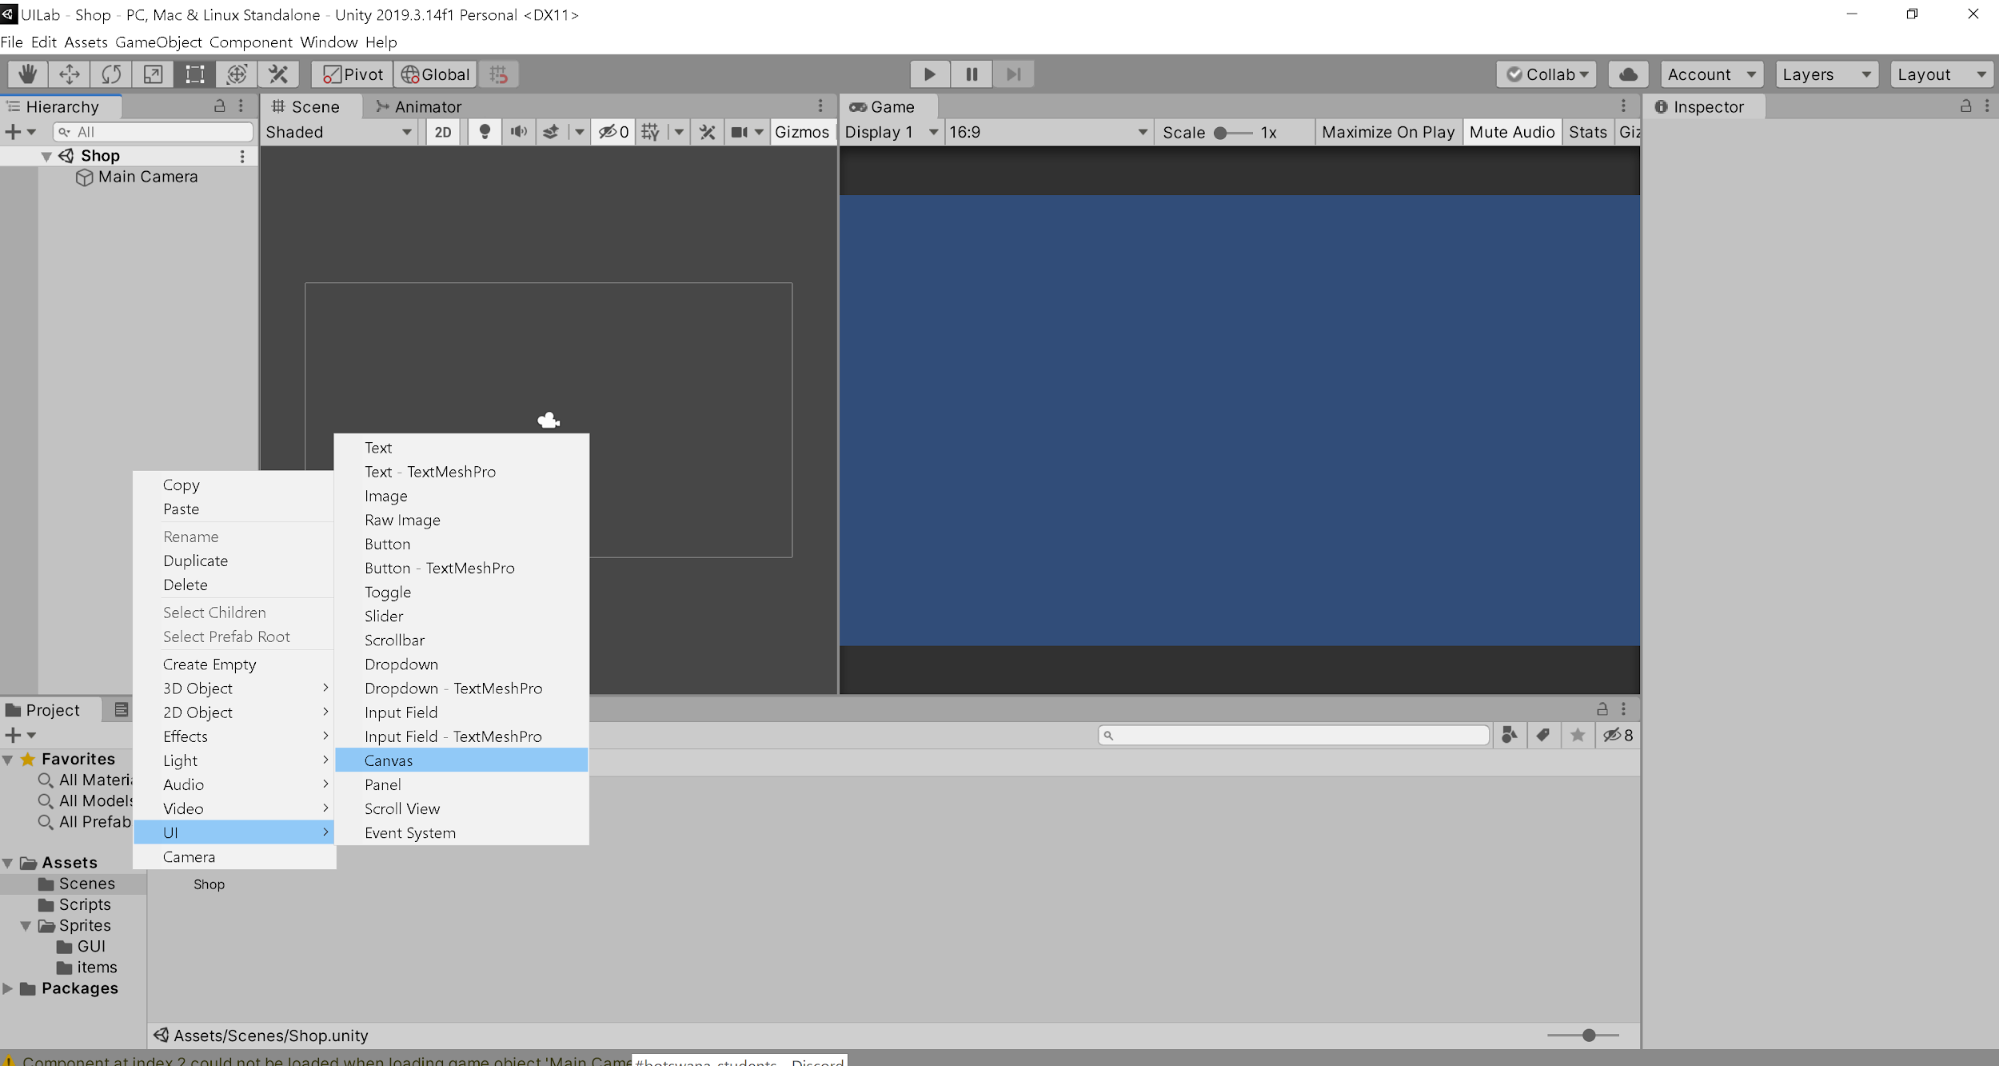 UILab - Shop - PC, Mac & Linux Standalone - Unity 2019.3.14f1 Personal <DX11>
File Edit Assets GameObject Component Window Help
Pivot Global Collab Account Layers Layout
Hierarchy
All
Shop
Main Camera
Scene Animator
Shaded 2D 0 Gizmos
Game
Display 1 16:9 Scale 1x Maximize On Play Mute Audio Stats Giz
Inspector
Copy
Paste
Rename
Duplicate
Delete
Select Children
Select Prefab Root
Create Empty
3D Object
2D Object
Effects
Light
Audio
Video
UI
Camera
Text
Text - TextMeshPro
Image
Raw Image
Button
Button - TextMeshPro
Toggle
Slider
Scrollbar
Dropdown
Dropdown - TextMeshPro
Input Field
Input Field - TextMeshPro
Canvas
Panel
Scroll View
Event System
Project
8
Favorites
All Materi
All Models
All Prefab
Assets
Scenes
Scripts
Sprites
GUI
items
Packages
Shop
Assets/Scenes/Shop.unity
Component at index 2 could not be loaded when loading game object 'Main Came
#botswana-students - Discord